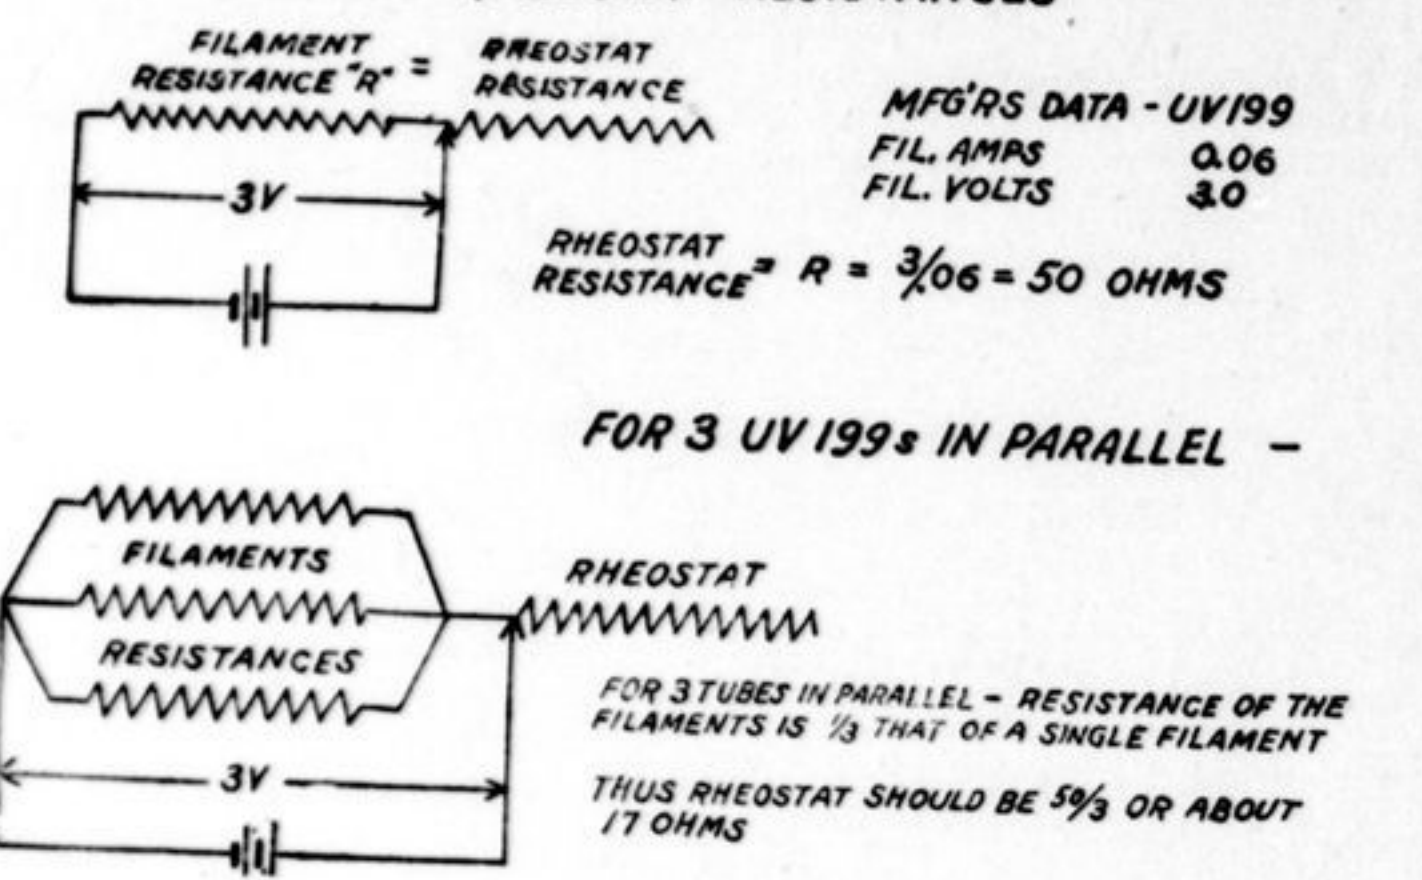 FILAMENT
RESISTANCE "R" =
RHEOSTAT
RESISTANCE
3V
MFG'RS DATA - UV199
FIL. AMPS 0.06
FIL. VOLTS 3.0
RHEOSTAT
RESISTANCE = R = 3/.06 = 50 OHMS
FOR 3 UV199s IN PARALLEL -
FILAMENTS
RESISTANCES
RHEOSTAT
3V
FOR 3 TUBES IN PARALLEL - RESISTANCE OF THE
FILAMENTS IS 1/3 THAT OF A SINGLE FILAMENT
THUS RHEOSTAT SHOULD BE 50/3 OR ABOUT
17 OHMS